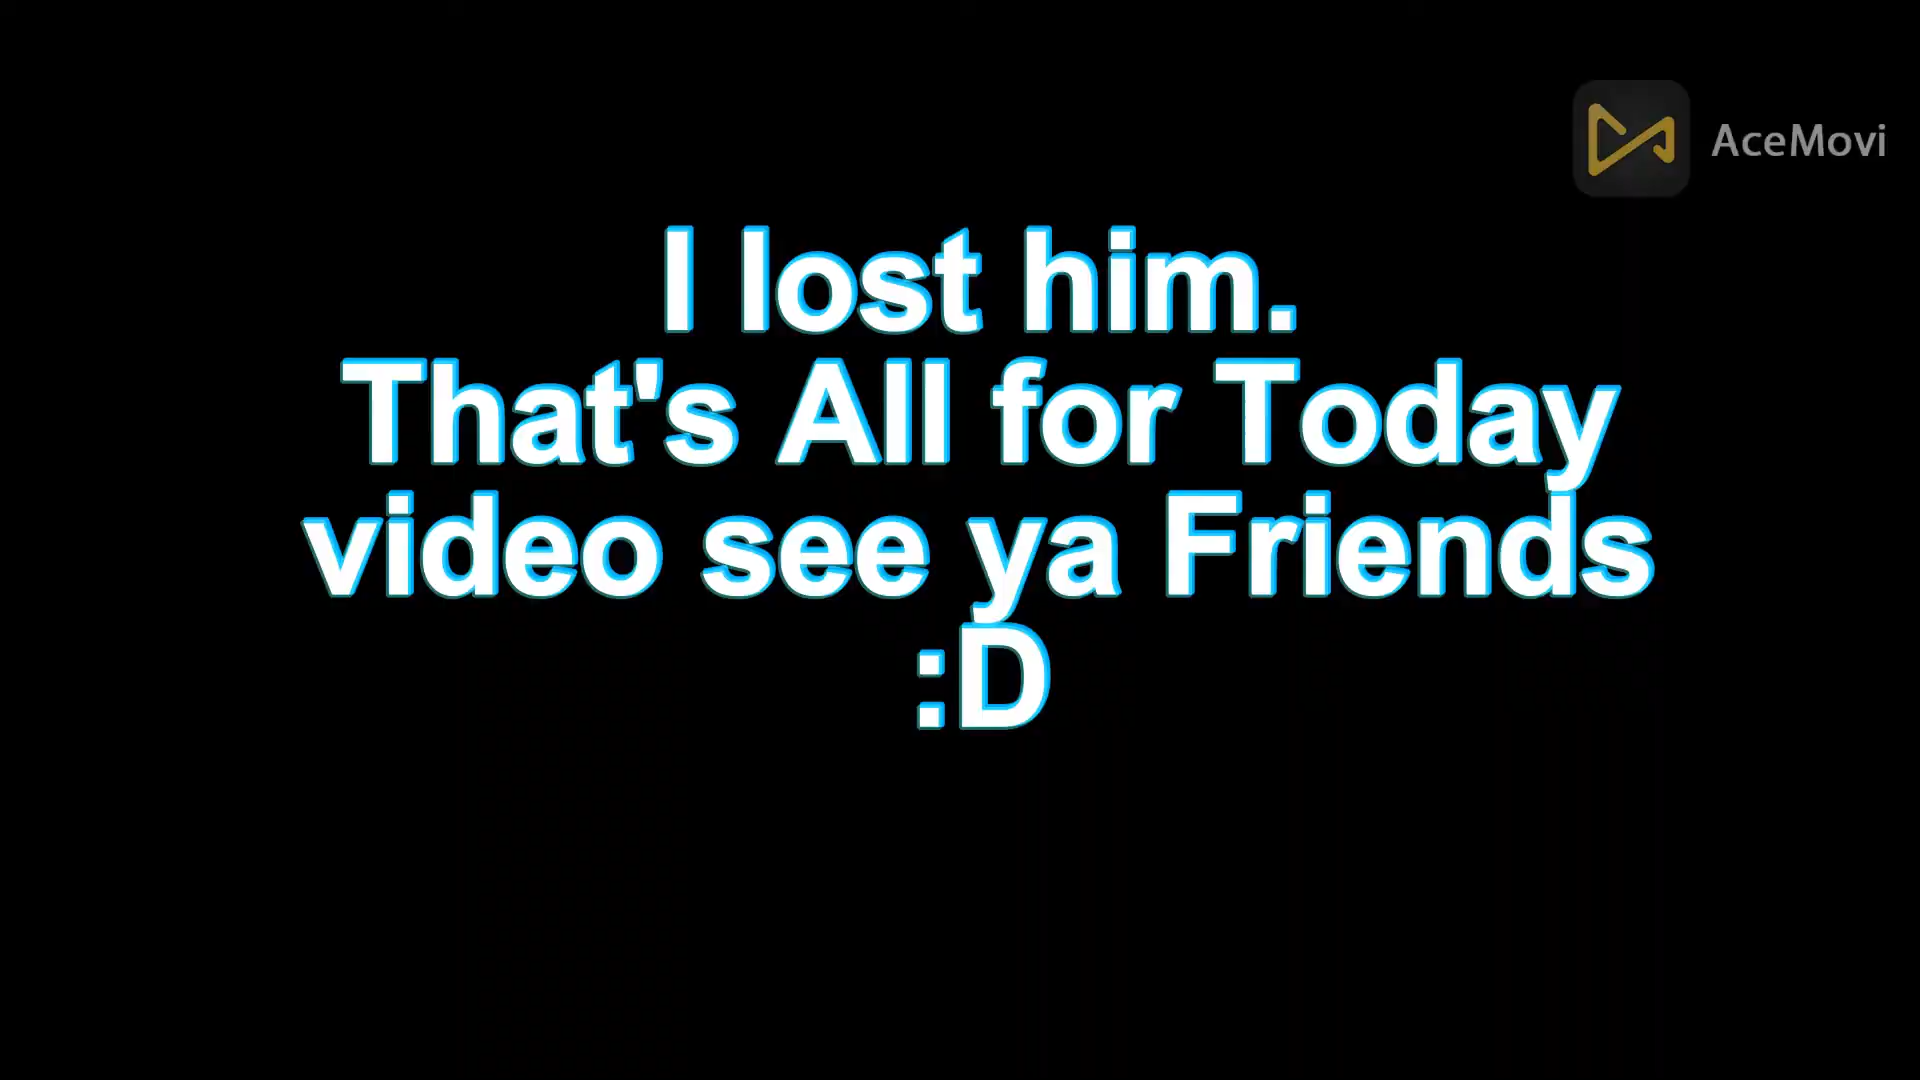 AceMovi
I lost him.
That's All for Today
video see ya Friends
:D